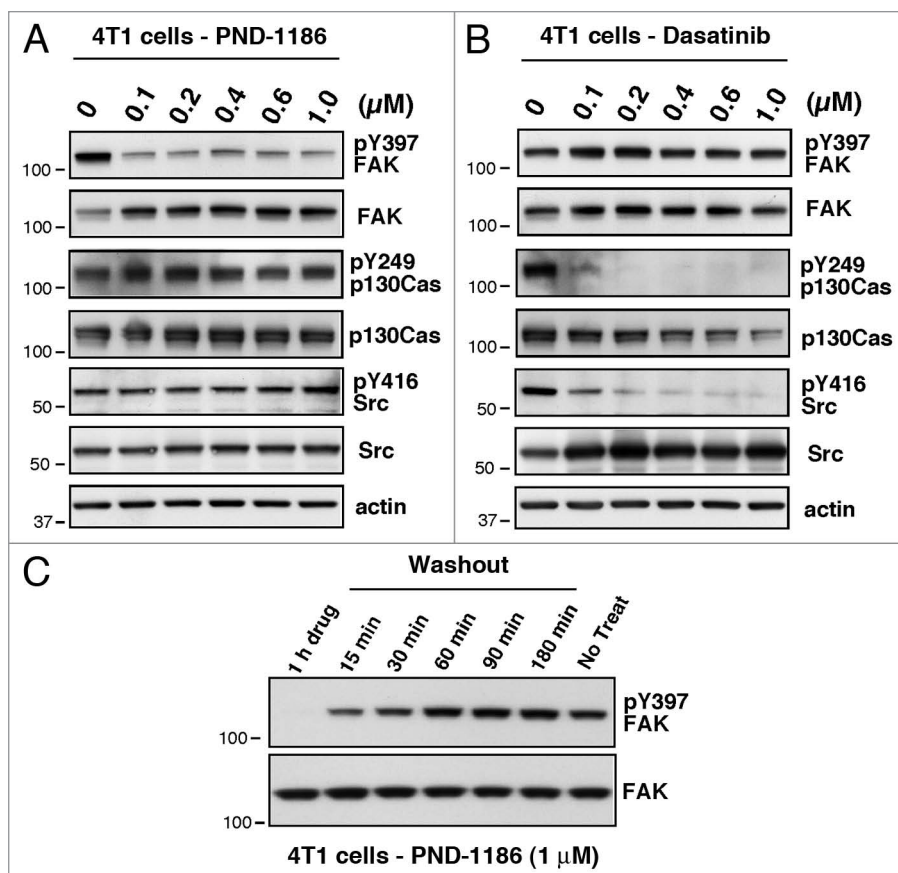 A
4T1 cells - PND-1186
0 0.1 0.2 0.4 0.6 1.0 (µM)
pY397
FAK
100
FAK
100
pY249
p130Cas
100
p130Cas
100
pY416
Src
50
Src
50
actin
37
B
4T1 cells - Dasatinib
0 0.1 0.2 0.4 0.6 1.0 (µM)
pY397
FAK
100
FAK
100
pY249
p130Cas
100
p130Cas
100
pY416
Src
50
Src
50
actin
37
C
Washout
1 h drug 15 min 30 min 60 min 90 min 180 min No Treat
pY397
FAK
100
FAK
100
4T1 cells - PND-1186 (1 µM)